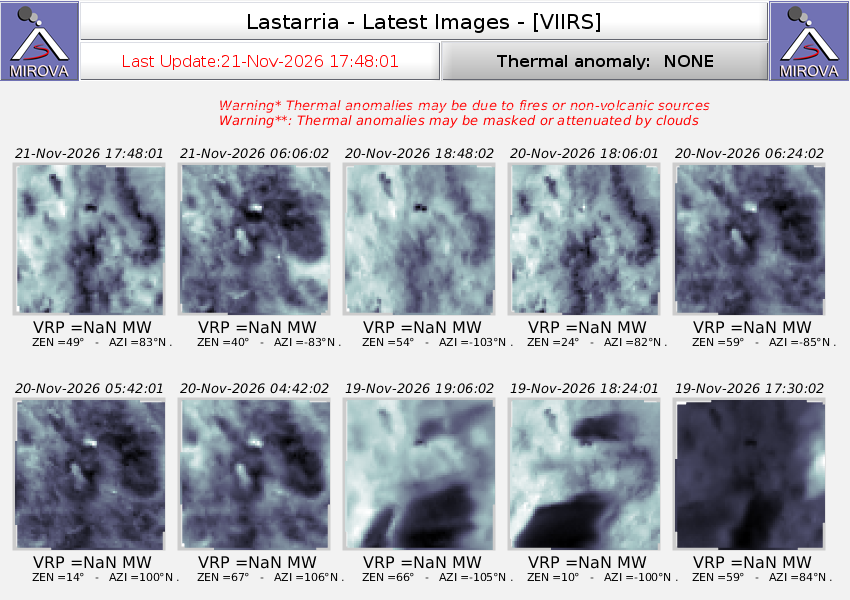 Lastarria - Latest Images - [VIIRS]
MIROVA
Last Update:21-Nov-2026 17:48:01
Thermal anomaly: NONE
MIROVA
Warning* Thermal anomalies may be due to fires or non-volcanic sources
Warning**: Thermal anomalies may be masked or attenuated by clouds
21-Nov-2026 17:48:01 21-Nov-2026 06:06:02 20-Nov-2026 18:48:02 20-Nov-2026 18:06:01 20-Nov-2026 06:24:02
VRP =NaN MW VRP =NaN MW VRP =NaN MW VRP =NaN MW VRP =NaN MW
ZEN =49° - AZI =83°N . ZEN =40° - AZI =-83°N . ZEN =54° - AZI =-103°N . ZEN =24° - AZI =82°N . ZEN =59° - AZI =-85°N .
20-Nov-2026 05:42:01 20-Nov-2026 04:42:02 19-Nov-2026 19:06:02 19-Nov-2026 18:24:01 19-Nov-2026 17:30:02
VRP =NaN MW VRP =NaN MW VRP =NaN MW VRP =NaN MW VRP =NaN MW
ZEN =14° - AZI =100°N . ZEN =67° - AZI =106°N . ZEN =66° - AZI =-105°N . ZEN =10° - AZI =-100°N . ZEN =59° - AZI =84°N .